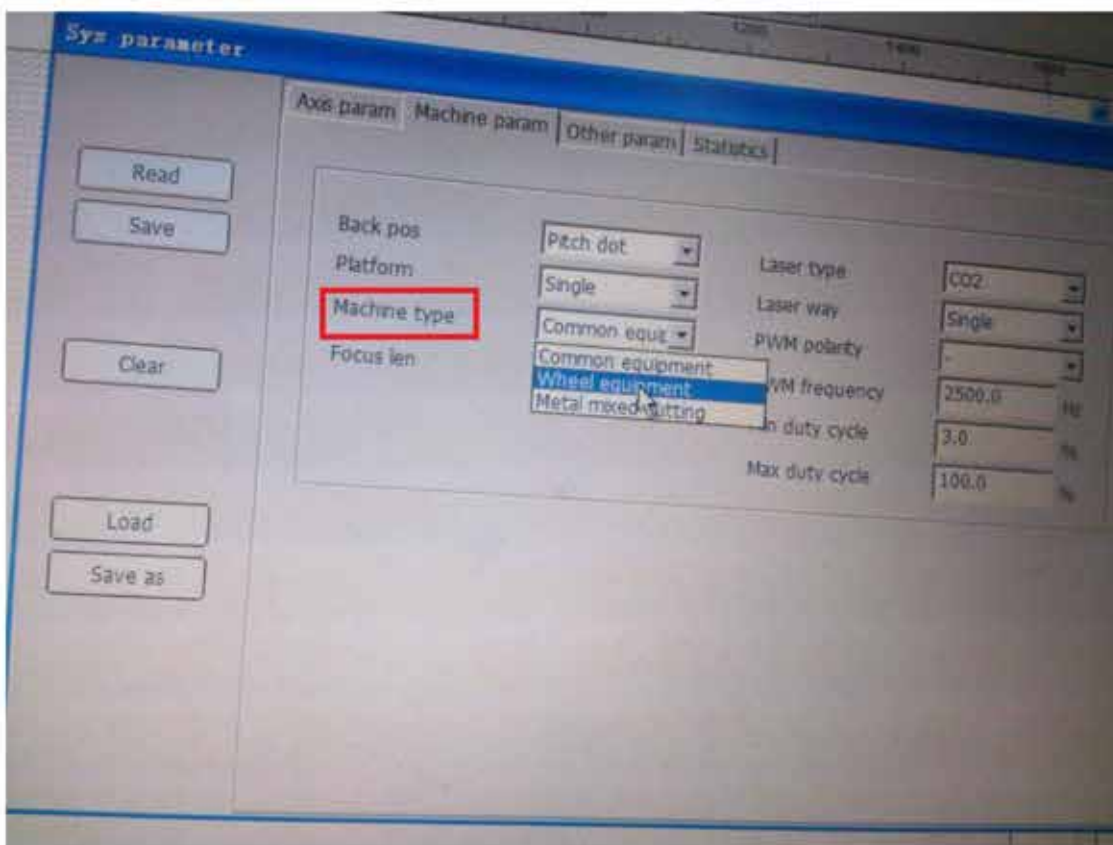 Sys parameter
Axis param
Machine param
Other param
Statistics
Read
Save
Clear
Load
Save as
Back pos
Pitch dot
Platform
Single
Machine type
Common equip
Focus len
Common equipment
Wheel equipment
Metal mixed cutting
Laser type
CO2
Laser way
Single
PWM polarity
-
WM frequency
2500.0
Hz
n duty cycle
3.0
%
Max duty cycle
100.0
%